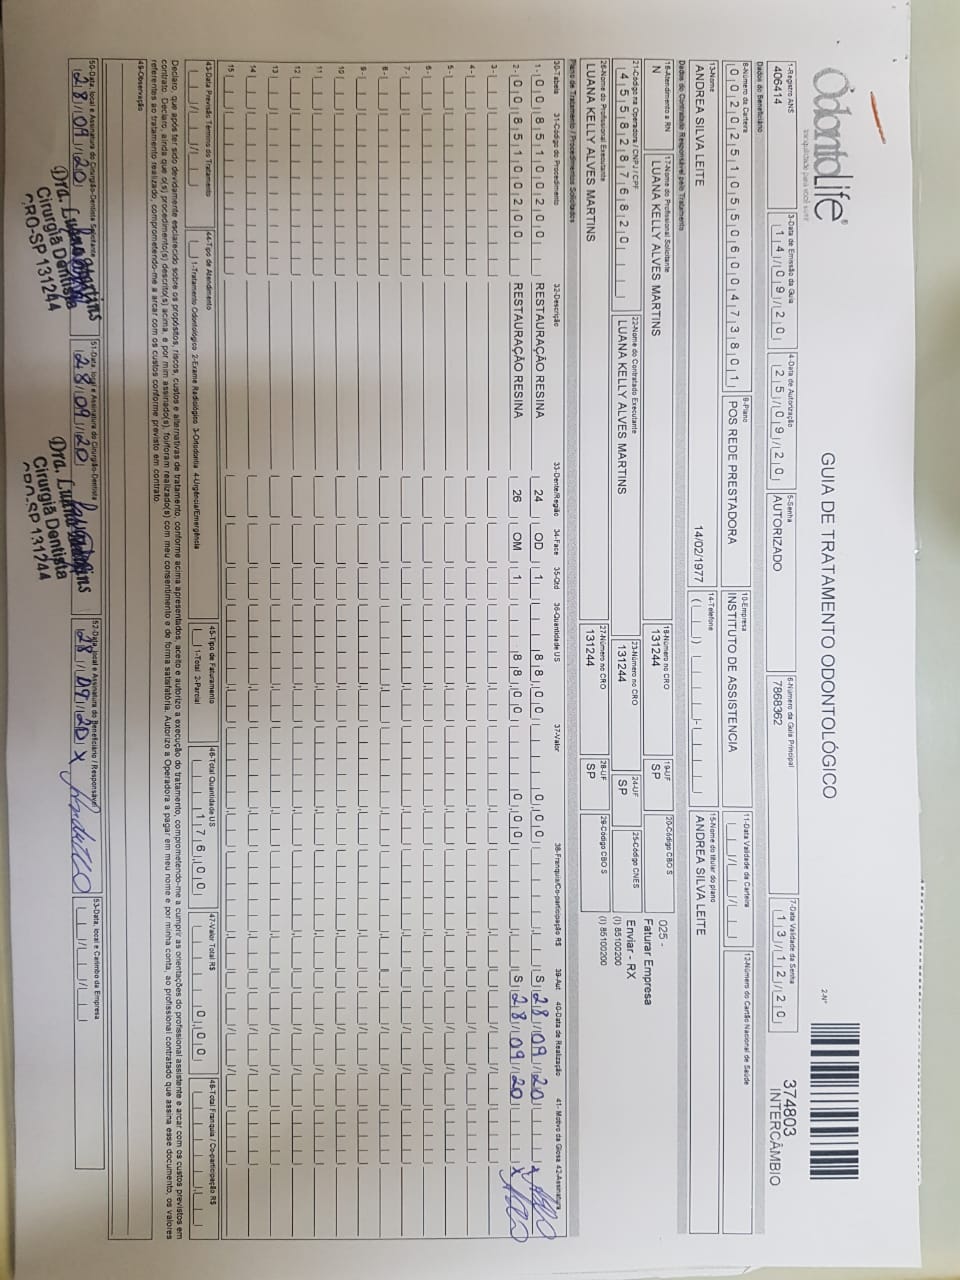 OdontoLife®
tranquilidade para você sorrir
GUIA DE TRATAMENTO ODONTOLÓGICO
2-Nº
374803
INTERCÂMBIO
1-Registro ANS
406414
3-Data de Emissão da Guia
14/09/20
4-Data de Autorização
25/09/20
5-Senha
AUTORIZADO
6-Número da Guia Principal
7868362
7-Data Validade da Senha
13/12/20
Dados do Beneficiário
8-Número da Carteira
00202510550600473801
9-Plano
POS REDE PRESTADORA
10-Empresa
INSTITUTO DE ASSISTENCIA
11-Data Validade da Carteira
12-Número do Cartão Nacional de Saúde
13-Nome
ANDREA SILVA LEITE
14/02/1977
14-Telefone
15-Nome do titular do plano
ANDREA SILVA LEITE
Dados do Contratado Responsável pelo Tratamento
16-Atendimento a RN
N
17-Nome do Profissional Solicitante
LUANA KELLY ALVES MARTINS
18-Número no CRO
131244
19-UF
SP
20-Código CBO S
025 -
Faturar Empresa
21-Código na Operadora / CNPJ / CPF
45582876820
22-Nome do Contratado Executante
LUANA KELLY ALVES MARTINS
23-Número no CRO
131244
24-UF
SP
25-Código CNES
Enviar - RX
(I) 85100200
26-Nome do Profissional Executante
LUANA KELLY ALVES MARTINS
27-Número no CRO
131244
28-UF
SP
29-Código CBO S
(I) 85100200
Plano de Tratamento / Procedimentos Solicitados
30-Tabela 31-Código do Procedimento 32-Descrição 33-Dente/Região 34-Face 35-Qtd 36-Quantidade US 37-Valor 38-Franquia/Co-participação R$ 39-Aut 40-Data de Realização 41-Motivo da Glosa 42-Assinatura
1- 00 85100200 RESTAURAÇÃO RESINA 24 OD 1 88,00 0,00 S 28/09/20
2- 00 85100200 RESTAURAÇÃO RESINA 26 OM 1 88,00 0,00 S 28/09/20
3-
4-
5-
6-
7-
8-
9-
10
11
12
13
14
15
43-Data Previsão Término do Tratamento
44-Tipo de Atendimento
1-Tratamento Odontológico 2-Exame Radiológico 3-Ortodontia 4-Urgência/Emergência
45-Tipo de Faturamento
1-Total 2-Parcial
46-Total Quantidade US
176,00
47-Valor Total R$
0,00
48-Total Franquia / Co-participação R$
Declaro, que após ter sido devidamente esclarecido sobre os propósitos, riscos, custos e alternativas de tratamento, conforme acima apresentados, aceito e autorizo a execução do tratamento, comprometendo-me a cumprir as orientações do profissional assistente e arcar com os custos previstos em
contrato. Declaro, ainda que o(s) procedimento(s) descrito(s) acima, e por mim assinado(s), foi/foram realizado(s) com meu consentimento e de forma satisfatória. Autorizo a Operadora a pagar em meu nome e por minha conta, ao profissional contratado que assina esse documento, os valores
referentes ao tratamento realizado, comprometendo-me a arcar com os custos conforme previsto em contrato.
49-Observação
50-Data, local e Assinatura do Cirurgião-Dentista Solicitante
28/09/20
51-Data, local e Assinatura do Cirurgião-Dentista
28/09/20
52-Data, local e Assinatura do Beneficiário / Responsável
28/09/20 x
53-Data, local e Carimbo da Empresa
Cirurgiã Dentista
CRO-SP 131244
Cirurgiã Dentista
CRO-SP 131244